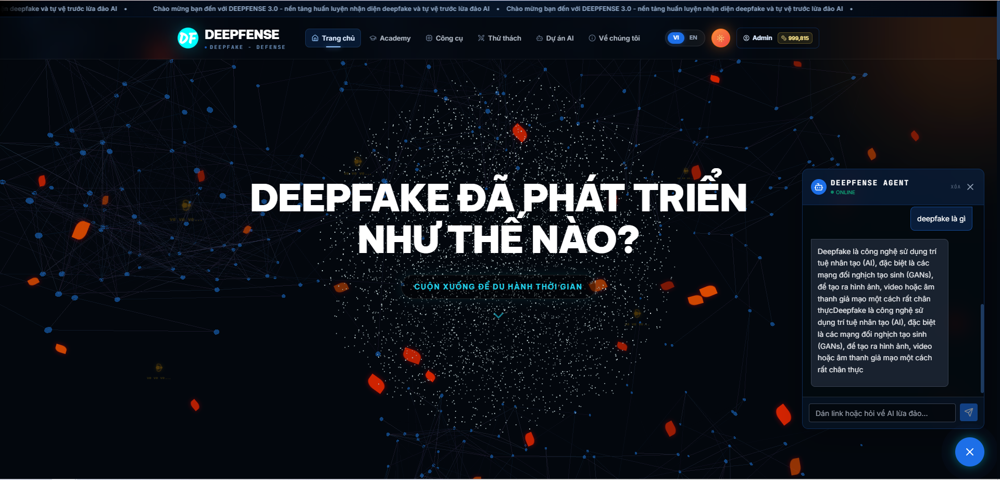 n deepfake và tự vệ trước lừa đảo AI • Chào mừng bạn đến với DEEPFENSE 3.0 - nền tảng huấn luyện nhận diện deepfake và tự vệ trước lừa đảo AI • Chào mừng bạn đến với DEEPFENSE 3.0 - nền tảng huấn luyện nhận diện deepfake và tự vệ trước lừa đảo AI •
DF DEEPFENSE
DEEPFAKE - DEFENSE
Trang chủ Academy Công cụ Thử thách Dự án AI Về chúng tôi VI EN Admin 999,815
DEEPFAKE ĐÃ PHÁT TRIỂN
NHƯ THẾ NÀO?
CUỘN XUỐNG ĐỂ DU HÀNH THỜI GIAN
ve ve ve...
ve ve ve...
ve ve ve...
DEEPFENSE AGENT
ONLINE
XÓA
deepfake là gì
Deepfake là công nghệ sử dụng trí
tuệ nhân tạo (AI), đặc biệt là các
mạng đối nghịch tạo sinh (GANs),
để tạo ra hình ảnh, video hoặc âm
thanh giả mạo một cách rất chân
thựcDeepfake là công nghệ sử
dụng trí tuệ nhân tạo (AI), đặc biệt
là các mạng đối nghịch tạo sinh
(GANs), để tạo ra hình ảnh, video
hoặc âm thanh giả mạo một cách
rất chân thực
Dán link hoặc hỏi về AI lừa đảo...